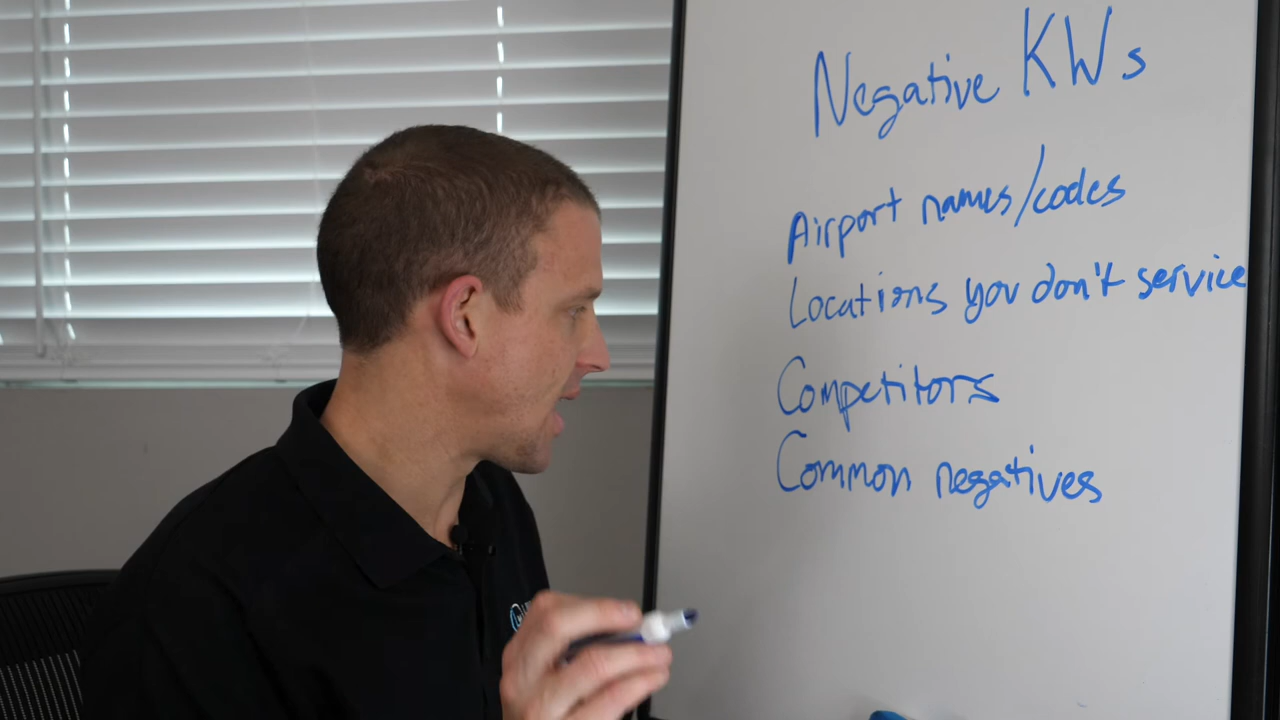 Negative KWs
Airport names/codes
Locations you don't service
Competitors
Common negatives